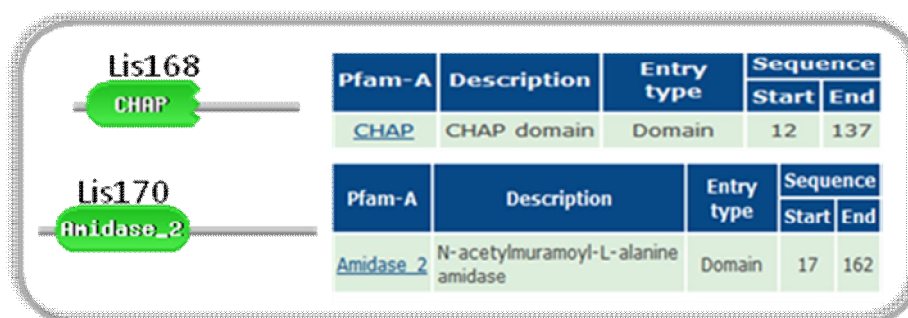 Lis168
CHAP
Pfam-A Description Entry type Sequence
Start End
CHAP CHAP domain Domain 12 137
Lis170
Amidase_2
Pfam-A Description Entry type Sequence
Start End
Amidase_2 N-acetylmuramoyl-L-alanine amidase Domain 17 162